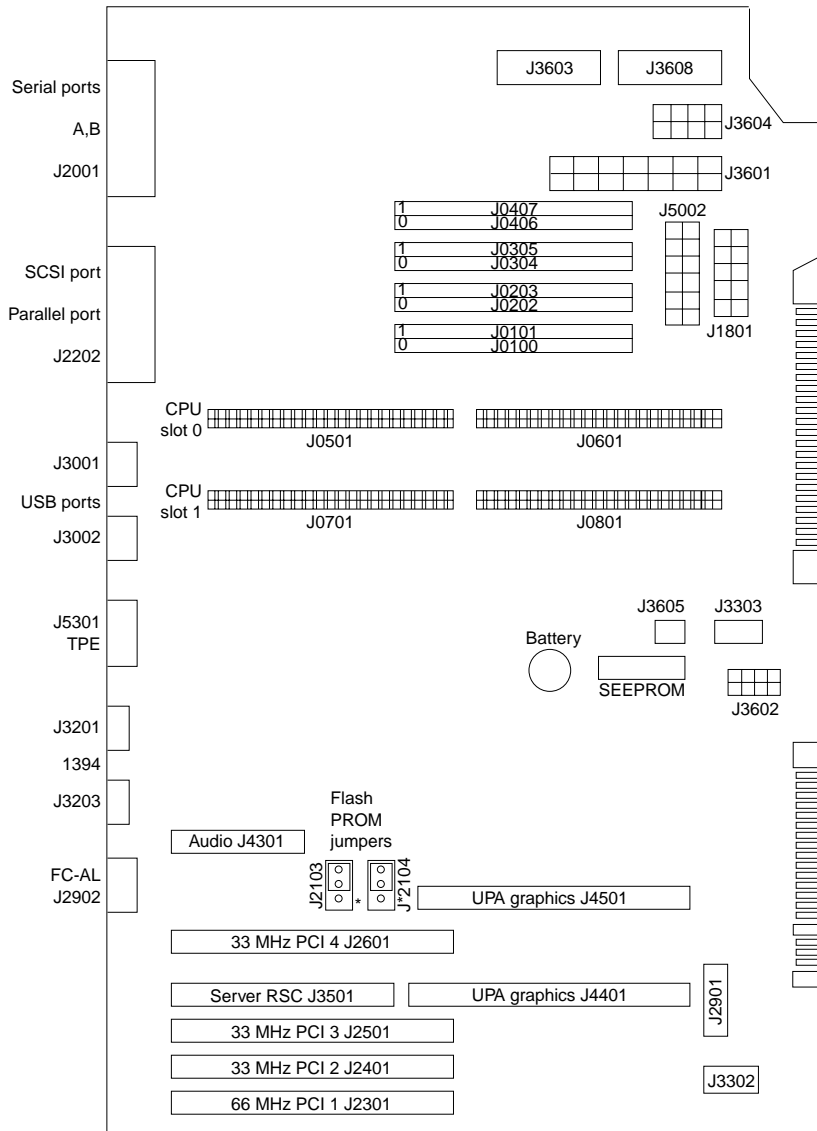 J3603
J3608
Serial ports
A,B
J2001
J3604
J3601
1 J0407
0 J0406
J5002
1 J0305
0 J0304
SCSI port
1 J0203
0 J0202
Parallel port
1 J0101
0 J0100
J1801
J2202
CPU
slot 0
J0501
J0601
J3001
USB ports
CPU
slot 1
J0701
J0801
J3002
J3605
J3303
J5301
TPE
Battery
SEEPROM
J3602
J3201
1394
J3203
Flash
PROM
jumpers
Audio J4301
FC-AL
J2902
J2103
*
J*2104
UPA graphics J4501
33 MHz PCI 4 J2601
Server RSC J3501
UPA graphics J4401
J2901
33 MHz PCI 3 J2501
33 MHz PCI 2 J2401
J3302
66 MHz PCI 1 J2301